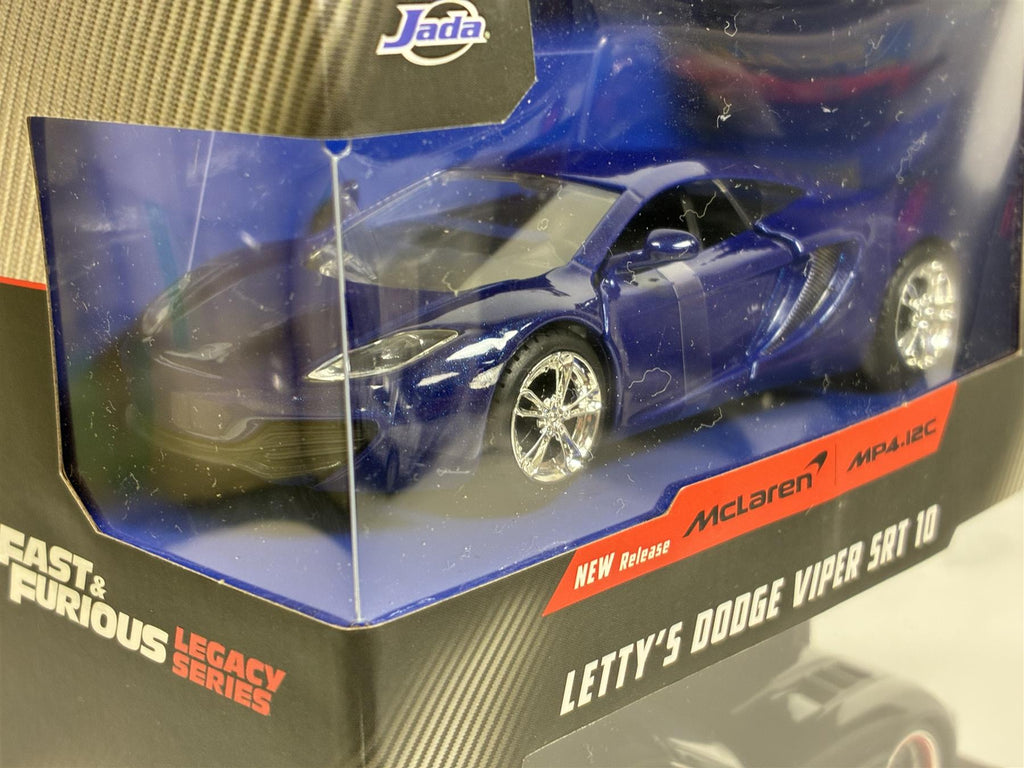 Jada
NEW Release
McLaren
MP4-12C
LETTY'S DODGE VIPER SRT 10
FAST &
FURIOUS
LEGACY
SERIES